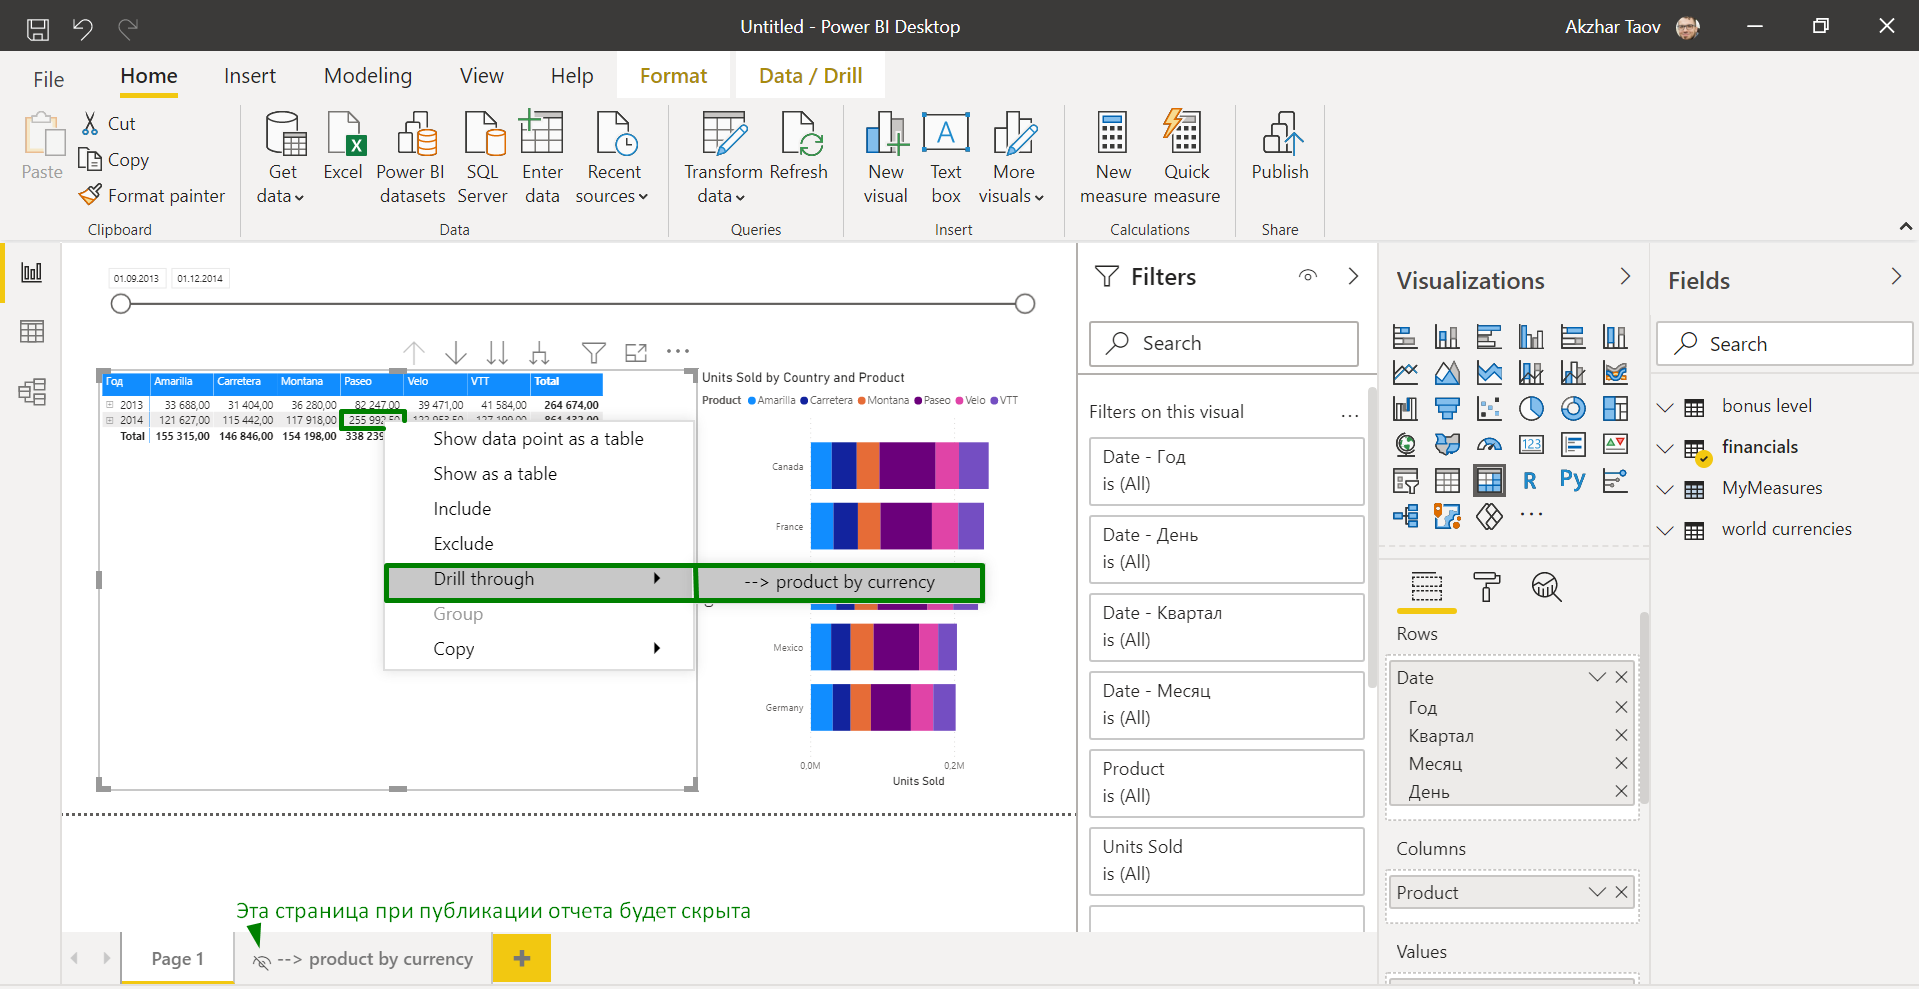 Untitled - Power BI Desktop
Akzhar Taov
File
Home
Insert
Modeling
View
Help
Format
Data / Drill
Paste
Cut
Copy
Format painter
Clipboard
Get data
Excel
Power BI datasets
SQL Server
Enter data
Recent sources
Data
Transform data
Refresh
Queries
New visual
Text box
More visuals
Insert
New measure
Quick measure
Calculations
Publish
Share
01.09.2013
01.12.2014
Год Amarilla Carretera Montana Paseo Velo VTT Total
2013 33 688,00 31 404,00 36 280,00 82 247,00 39 471,00 41 584,00 264 674,00
2014 121 627,00 115 442,00 117 918,00 255 992,50
Total 155 315,00 146 846,00 154 198,00 338 239
Show data point as a table
Show as a table
Include
Exclude
Drill through
--> product by currency
Group
Copy
Units Sold by Country and Product
Product Amarilla Carretera Montana Paseo Velo VTT
Canada
France
Mexico
Germany
0,0M
0,2M
Units Sold
Эта страница при публикации отчета будет скрыта
Page 1
--> product by currency
+
Filters
Search
Filters on this visual
Date - Год
is (All)
Date - День
is (All)
Date - Квартал
is (All)
Date - Месяц
is (All)
Product
is (All)
Units Sold
is (All)
Visualizations
123
R
Py
Rows
Date
Год
Квартал
Месяц
День
Columns
Product
Values
Fields
Search
bonus level
financials
MyMeasures
world currencies